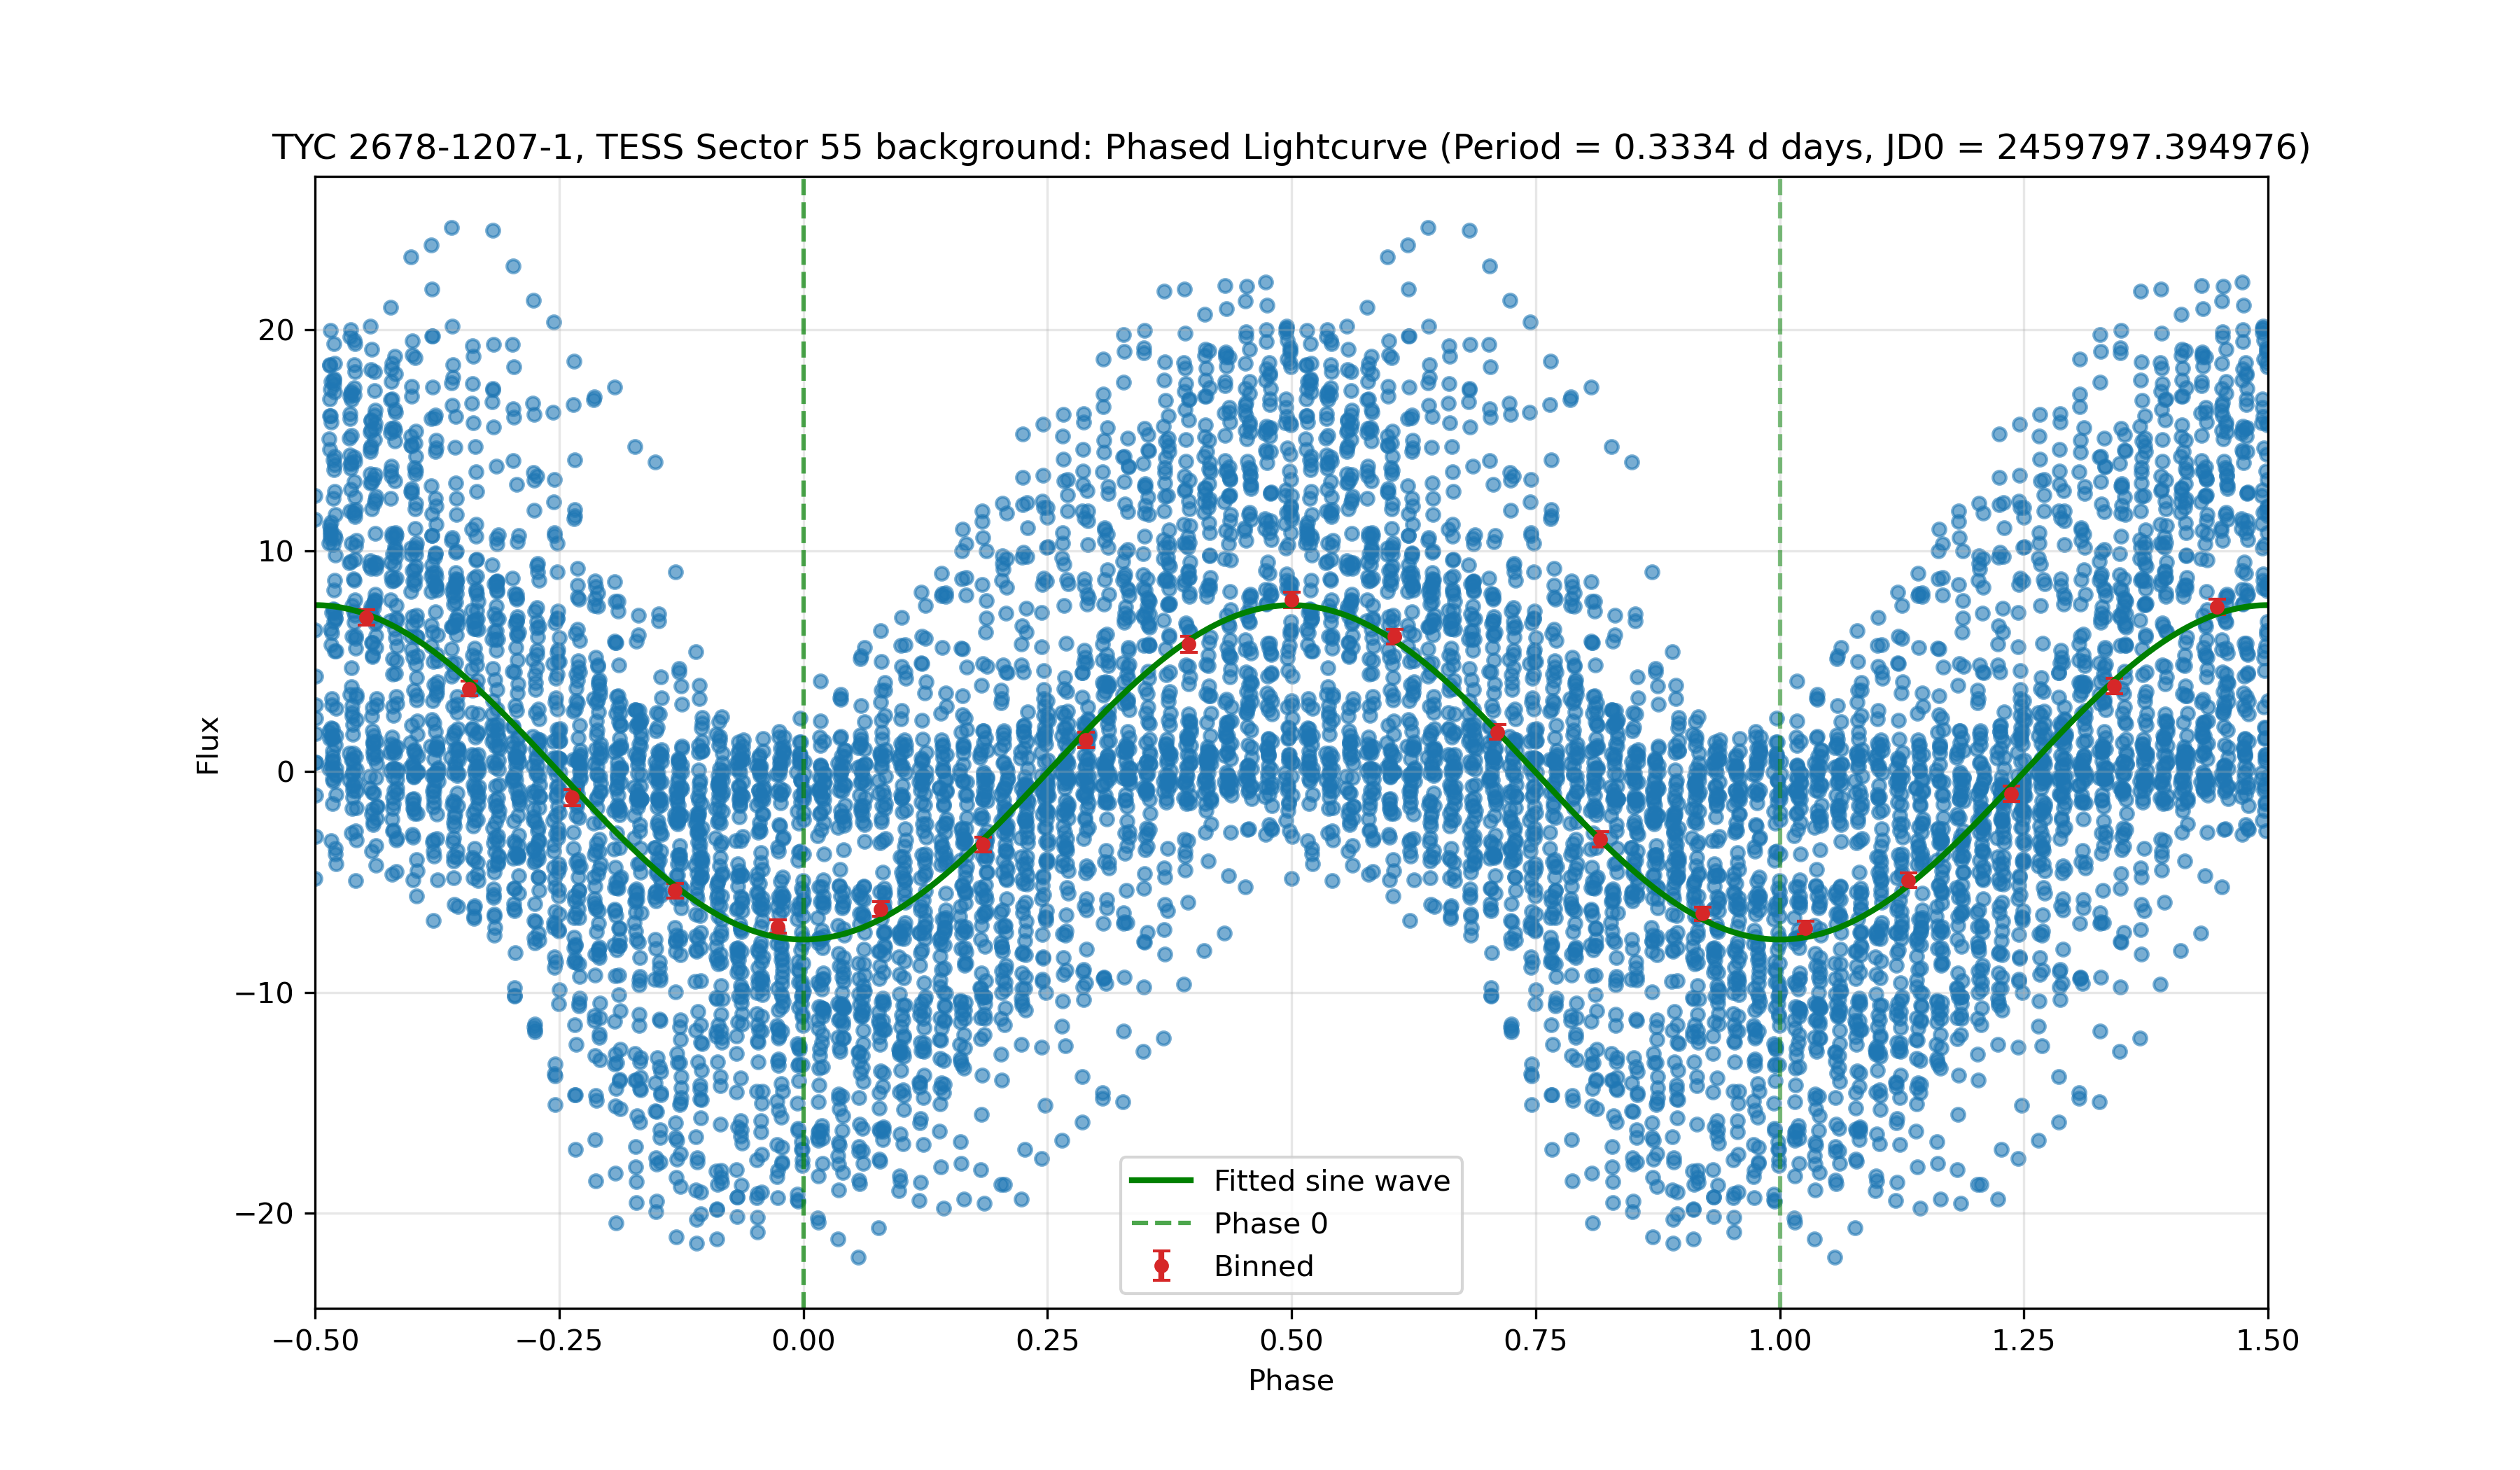 TYC 2678-1207-1, TESS Sector 55 background: Phased Lightcurve (Period = 0.3334 d days, JD0 = 2459797.394976)
Flux
20
10
0
−10
−20
Fitted sine wave
Phase 0
Binned
−0.50 −0.25 0.00 0.25 0.50 0.75 1.00 1.25 1.50
Phase